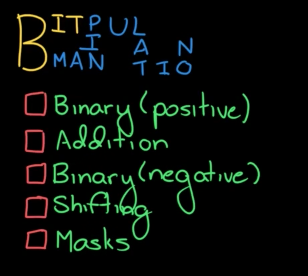 BITPUL
I A N
MAN TIO
Binary (positive)
Addition
Binary (negative)
Shifting
Masks